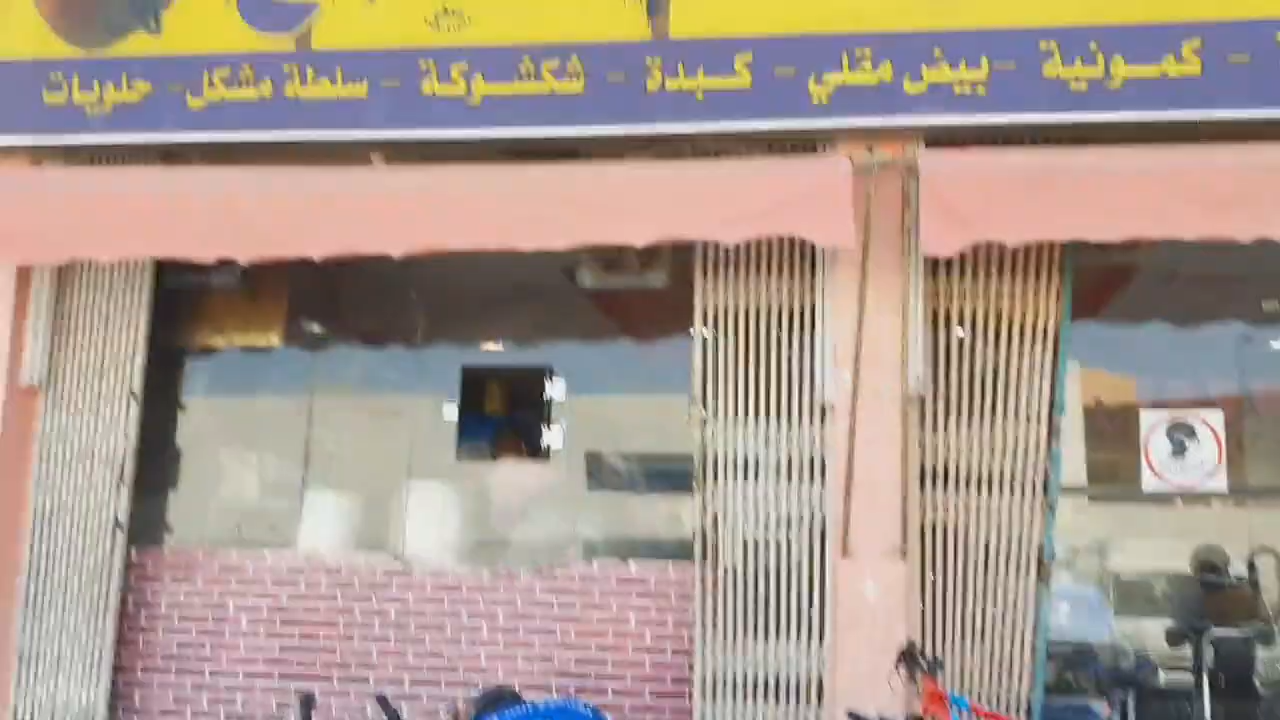 - كمونية - بيض مقلي - كبدة - شكشوكة - سلطة مشكل - حلويات